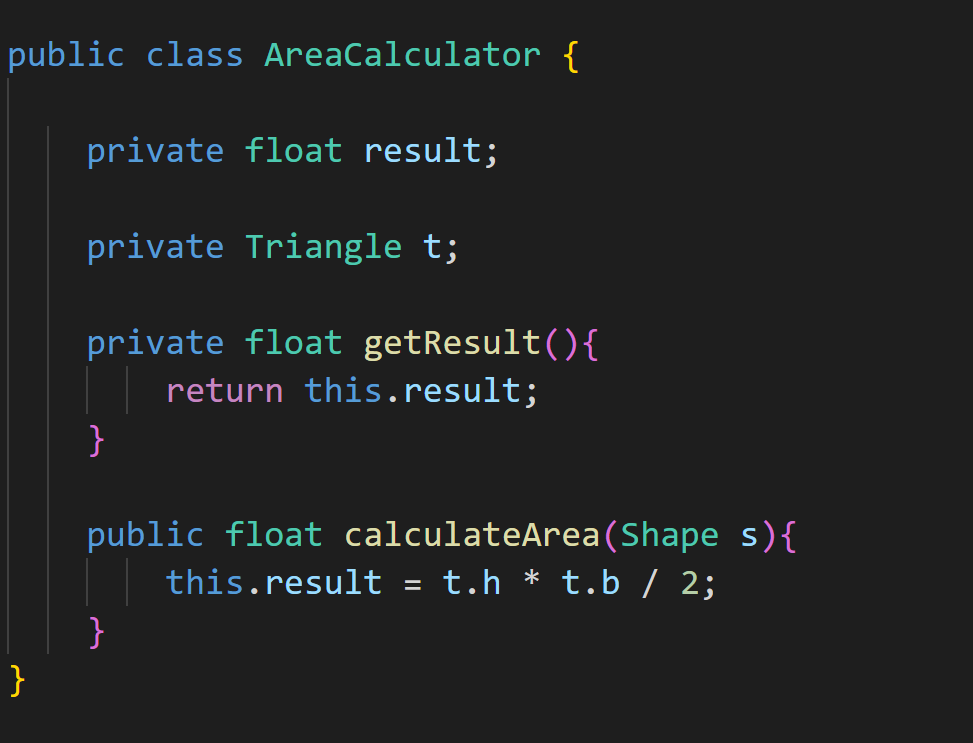 public class AreaCalculator {
private float result;
private Triangle t;
private float getResult(){
return this.result;
}
public float calculateArea(Shape s){
this.result = t.h * t.b / 2;
}
}